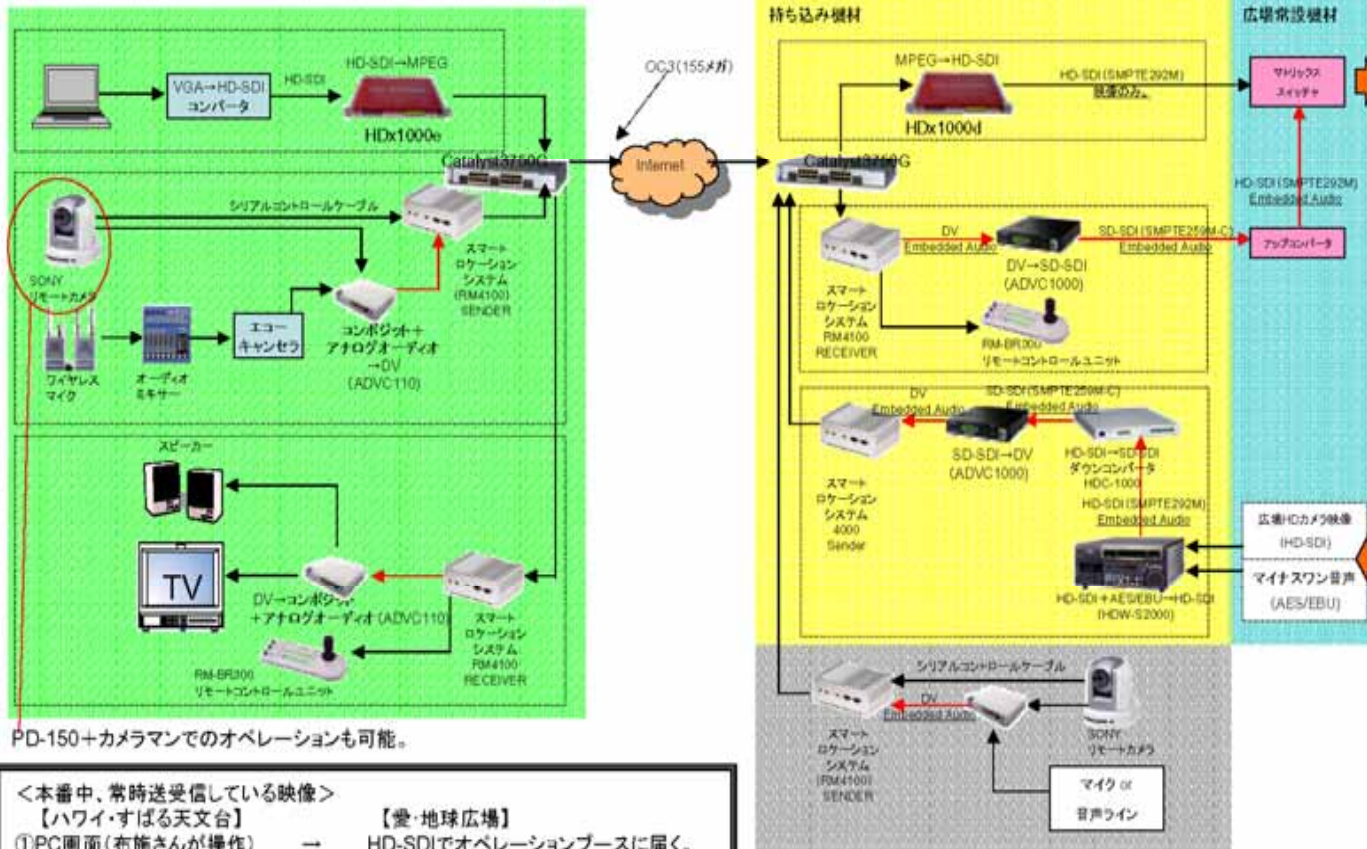 持ち込み機材
広場常設機材
VGA→HD-SDI
コンバータ
HD-SDI
HD-SDI→MPEG
HDx1000e
Catalyst3750G
シリアルコントロールケーブル
SONY
リモートカメラ
ワイヤレス
マイク
オーディオ
ミキサー
エコー
キャンセラ
コンポジット+
アナログオーディオ
→DV
(ADVC110)
スマート
ロケーション
システム
(RM4100)
SENDER
スピーカー
TV
DV→コンポジット
+アナログオーディオ(ADVC110)
RM-BR300
リモートコントロールユニット
スマート
ロケーション
システム
RM4100
RECEIVER
OC3(155メガ)
Internet
MPEG→HD-SDI
HDx1000d
HD-SDI(SMPTE292M)
映像のみ。
マトリックス
スイッチャ
Catalyst3750G
HD-SDI(SMPTE292M)
Embedded Audio
DV
Embedded Audio
SD-SDI(SMPTE259M-C)
Embedded Audio
アップコンバータ
DV→SD-SDI
(ADVC1000)
スマート
ロケーション
システム
RM4100
RECEIVER
RM-BR300
リモートコントロールユニット
DV
Embedded Audio
SD-SDI(SMPTE259M-C)
Embedded Audio
SD-SDI→DV
(ADVC1000)
HD-SDI→SD-SDI
ダウンコンバータ
HDC-1000
スマート
ロケーション
システム
4000
Sender
HD-SDI(SMPTE292M)
Embedded Audio
HD-SDI+AES/EBU→HD-SDI
(HDW-S2000)
広場HDカメラ映像
(HD-SDI)
マイナスワン音声
(AES/EBU)
シリアルコントロールケーブル
DV
Embedded Audio
スマート
ロケーション
システム
(RM4100)
SENDER
SONY
リモートカメラ
マイク or
音声ライン
PD-150+カメラマンでのオペレーションも可能。
<本番中、常時送受信している映像>
【ハワイ・すばる天文台】 【愛・地球広場】
①PC画面(布施さんが操作) → HD-SDIでオペレーションブースに届く。